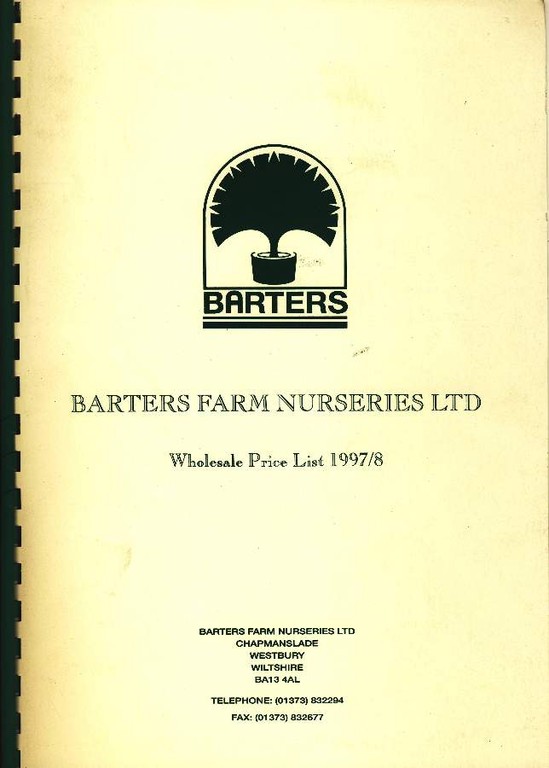 BARTERS
BARTERS FARM NURSERIES LTD
Wholesale Price List 1997/8
BARTERS FARM NURSERIES LTD
CHAPMANSLADE
WESTBURY
WILTSHIRE
BA13 4AL
TELEPHONE: (01373) 832294
FAX: (01373) 832677